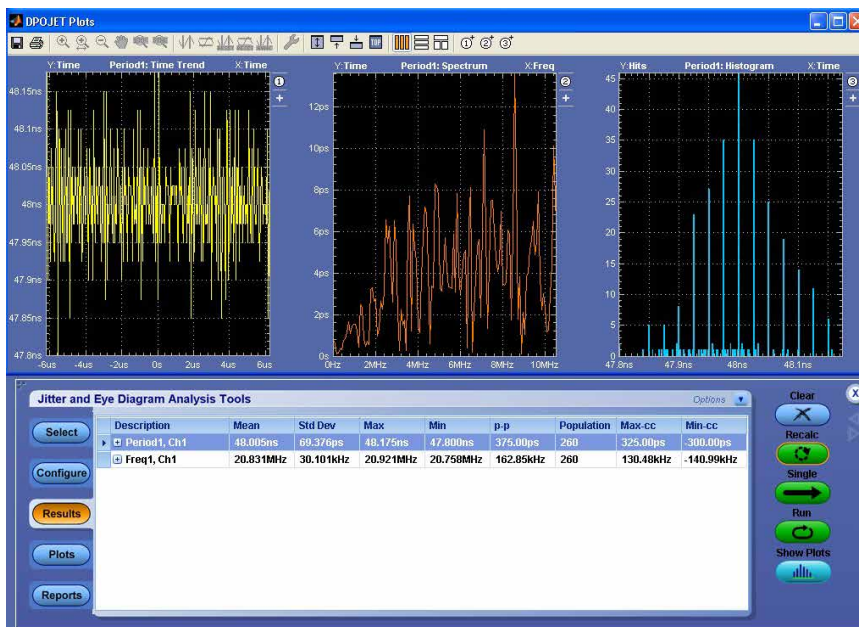 DPOJET Plots
Y:Time Period1: Time Trend X:Time
48.15ns
48.1ns
48.05ns
48ns
47.95ns
47.9ns
47.85ns
47.8ns
-6us -4us -2us 0s 2us 4us 6us
1
Y:Time Period1: Spectrum X:Freq
12ps
10ps
8ps
6ps
4ps
2ps
0s
0Hz 2MHz 4MHz 6MHz 8MHz 10MHz
2
Y:Hits Period1: Histogram X:Time
45
40
35
30
25
20
15
10
5
0
47.8ns 47.9ns 48ns 48.1ns
3
Jitter and Eye Diagram Analysis Tools
Options
Clear
Select
Configure
Results
Plots
Reports
Description Mean Std Dev Max Min p-p Population Max-cc Min-cc
Period1, Ch1 48.005ns 69.376ps 48.175ns 47.800ns 375.00ps 260 325.00ps -300.00ps
Freq1, Ch1 20.831MHz 30.101kHz 20.921MHz 20.758MHz 162.85kHz 260 130.48kHz -140.99kHz
Recalc
Single
Run
Show Plots